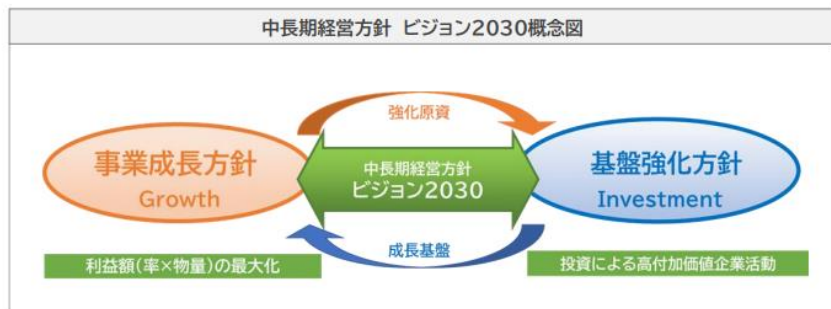 中長期経営方針 ビジョン2030概念図
強化原資
事業成長方針
Growth
中長期経営方針
ビジョン2030
基盤強化方針
Investment
成長基盤
利益額(率×物量)の最大化
投資による高付加価値企業活動